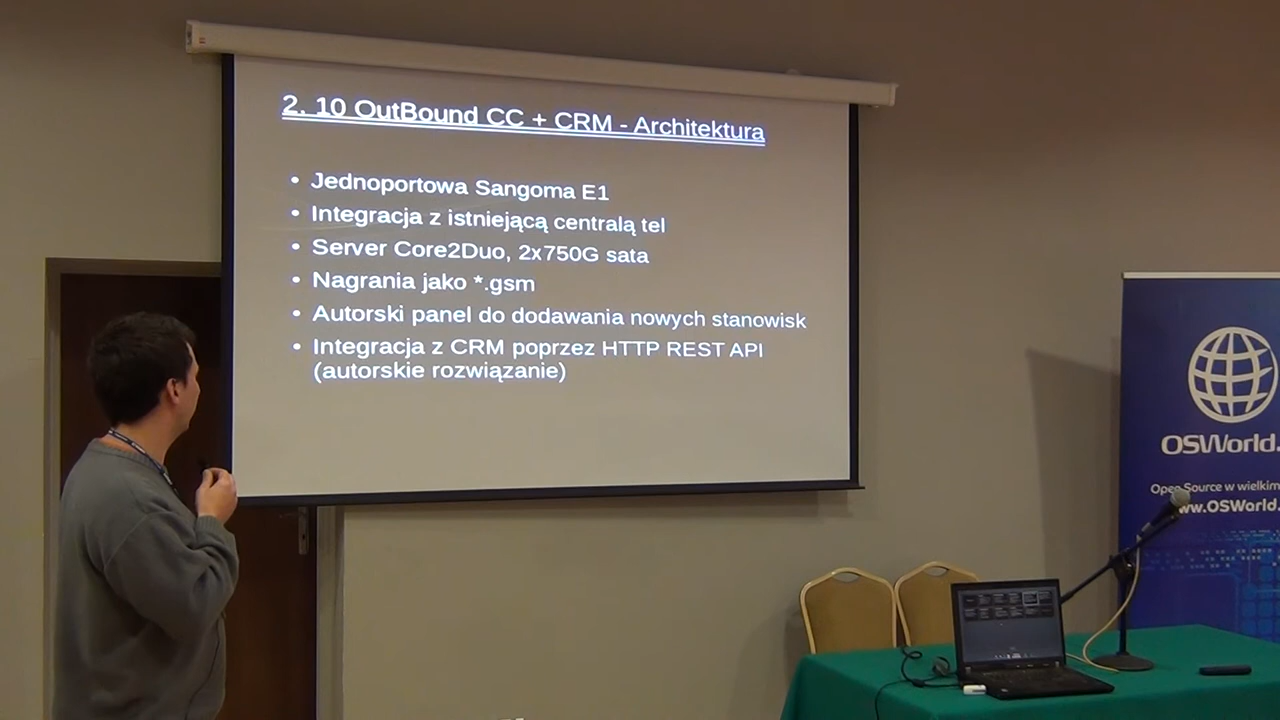 2. 10 OutBound CC + CRM - Architektura
• Jednoportowa Sangoma E1
• Integracja z istniejącą centralą tel
• Server Core2Duo, 2x750G sata
• Nagrania jako *.gsm
• Autorski panel do dodawania nowych stanowisk
• Integracja z CRM poprzez HTTP REST API
(autorskie rozwiązanie)
OSWorld.
Open Source w wielkim
www.OSWorld.